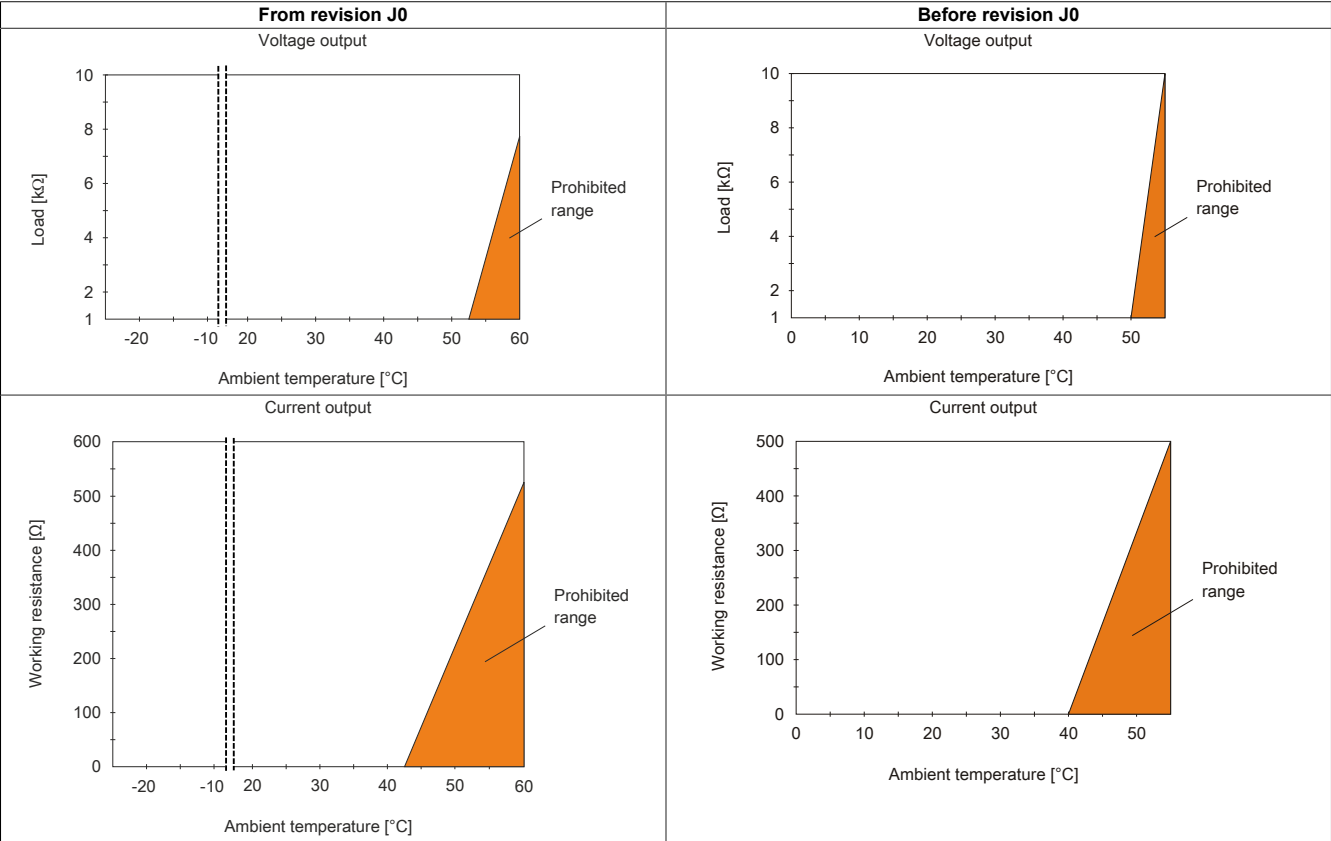 From revision J0
Before revision J0
Voltage output
10
8
6
4
2
1
Load [kΩ]
-20 -10 20 30 40 50 60
Ambient temperature [°C]
Prohibited
range
Voltage output
10
8
6
4
2
1
Load [kΩ]
0 10 20 30 40 50
Ambient temperature [°C]
Prohibited
range
Current output
600
500
400
300
200
100
0
Working resistance [Ω]
-20 -10 20 30 40 50 60
Ambient temperature [°C]
Prohibited
range
Current output
500
400
300
200
100
0
Working resistance [Ω]
0 10 20 30 40 50
Ambient temperature [°C]
Prohibited
range